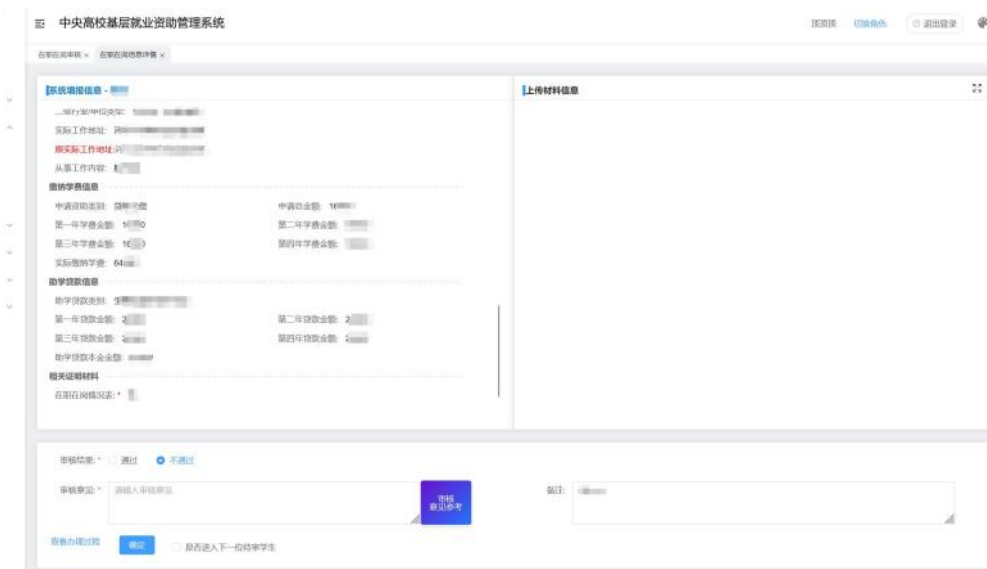 中央高校基层就业资助管理系统
切换角色
退出登录
在职在岗审核 ×
在职在岗信息详情 ×
系统填报信息 -
上传材料信息
实际工作地址:
原实际工作地址:
从事工作内容:
缴纳学费信息
申请资助类别:
申请总金额:
第一年学费金额:
第二年学费金额:
第三年学费金额:
第四年学费金额:
实际缴纳学费:
助学贷款信息
助学贷款类别:
第一年贷款金额:
第二年贷款金额:
第三年贷款金额:
第四年贷款金额:
助学贷款本金金额:
相关证明材料
在职在岗情况表: *
审核结果: *
通过
不通过
审核意见: *
请输入审核意见
审核
意见参考
备注:
查看办理过程
确定
是否进入下一位待审学生